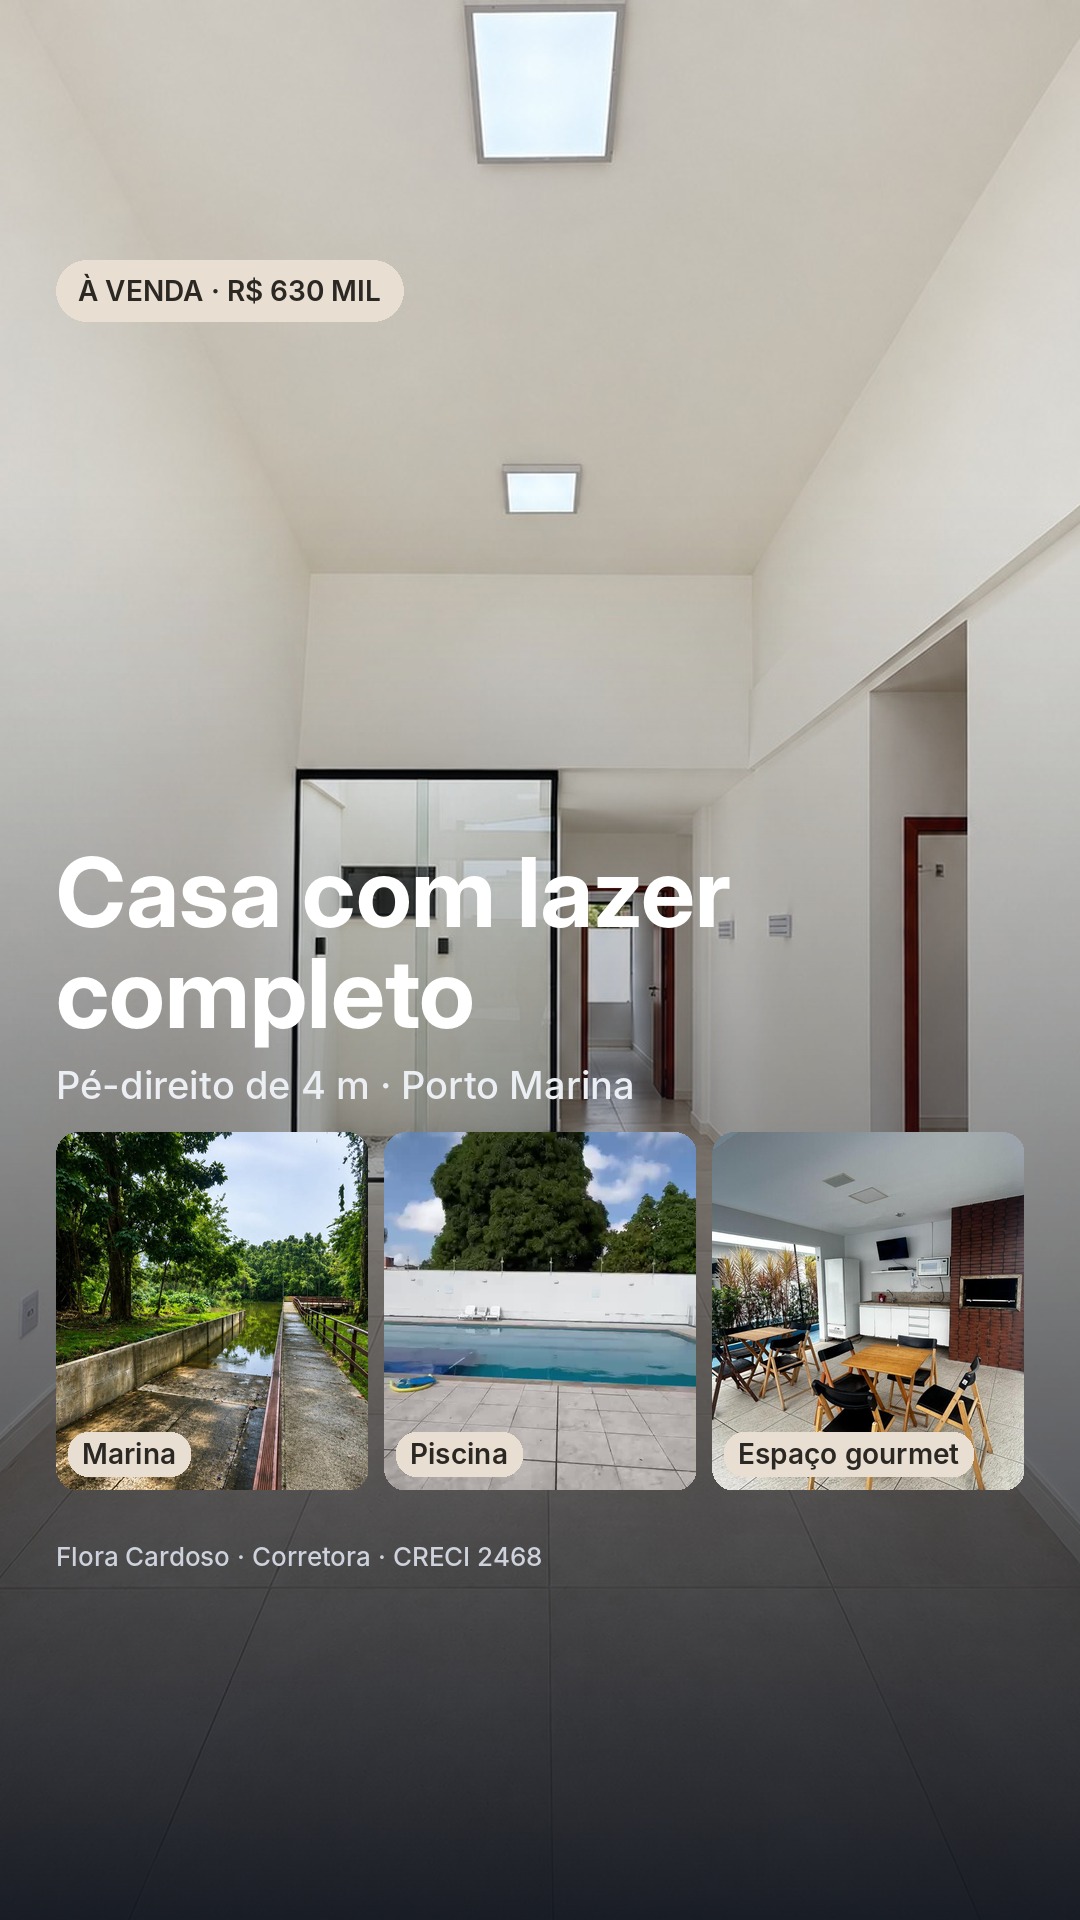 À VENDA · R$ 630 MIL
Casa com lazer
completo
Pé-direito de 4 m · Porto Marina
Marina
Piscina
Espaço gourmet
Flora Cardoso · Corretora · CRECI 2468